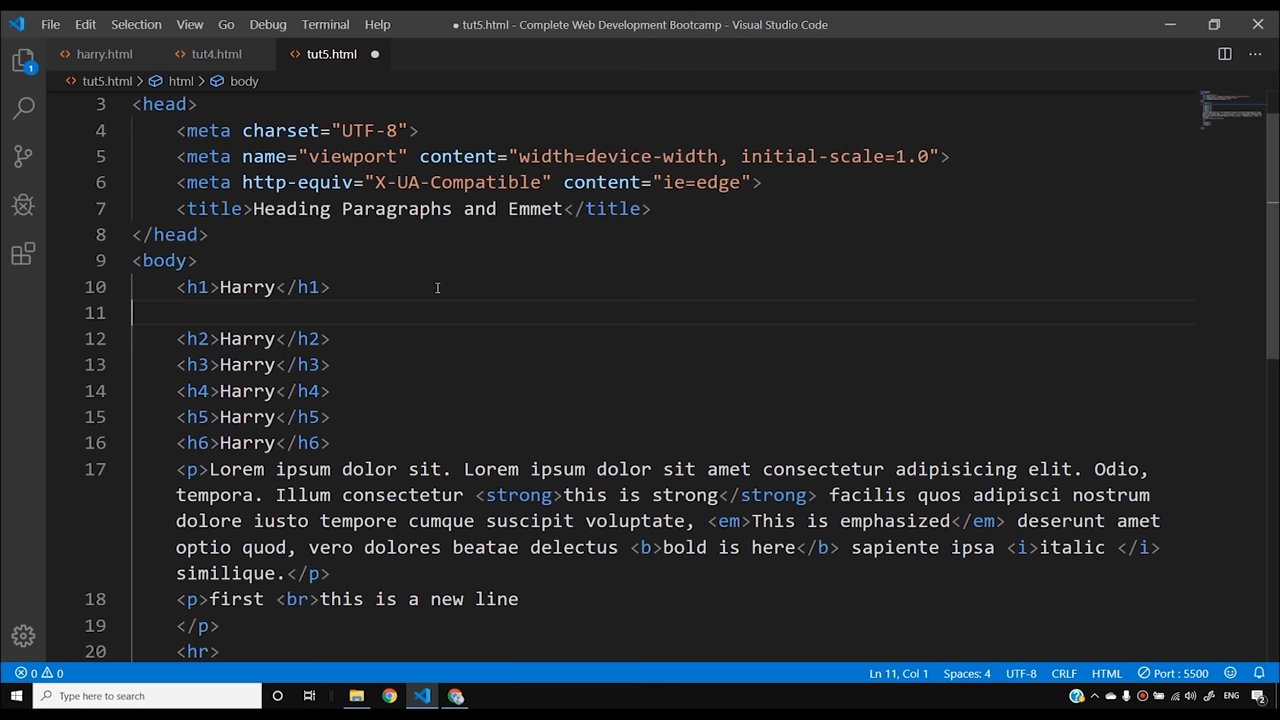 File Edit Selection View Go Debug Terminal Help ● tut5.html - Complete Web Development Bootcamp - Visual Studio Code
harry.html tut4.html tut5.html ●
tut5.html > html > body
3 <head>
4 <meta charset="UTF-8">
5 <meta name="viewport" content="width=device-width, initial-scale=1.0">
6 <meta http-equiv="X-UA-Compatible" content="ie=edge">
7 <title>Heading Paragraphs and Emmet</title>
8 </head>
9 <body>
10 <h1>Harry</h1>
11
12 <h2>Harry</h2>
13 <h3>Harry</h3>
14 <h4>Harry</h4>
15 <h5>Harry</h5>
16 <h6>Harry</h6>
17 <p>Lorem ipsum dolor sit. Lorem ipsum dolor sit amet consectetur adipisicing elit. Odio,
tempora. Illum consectetur <strong>this is strong</strong> facilis quos adipisci nostrum
dolore iusto tempore cumque suscipit voluptate, <em>This is emphasized</em> deserunt amet
optio quod, vero dolores beatae delectus <b>bold is here</b> sapiente ipsa <i>italic </i>
similique.</p>
18 <p>first <br>this is a new line
19 </p>
20 <hr>
0 0 Ln 11, Col 1 Spaces: 4 UTF-8 CRLF HTML Port : 5500
Type here to search ENG 2
1